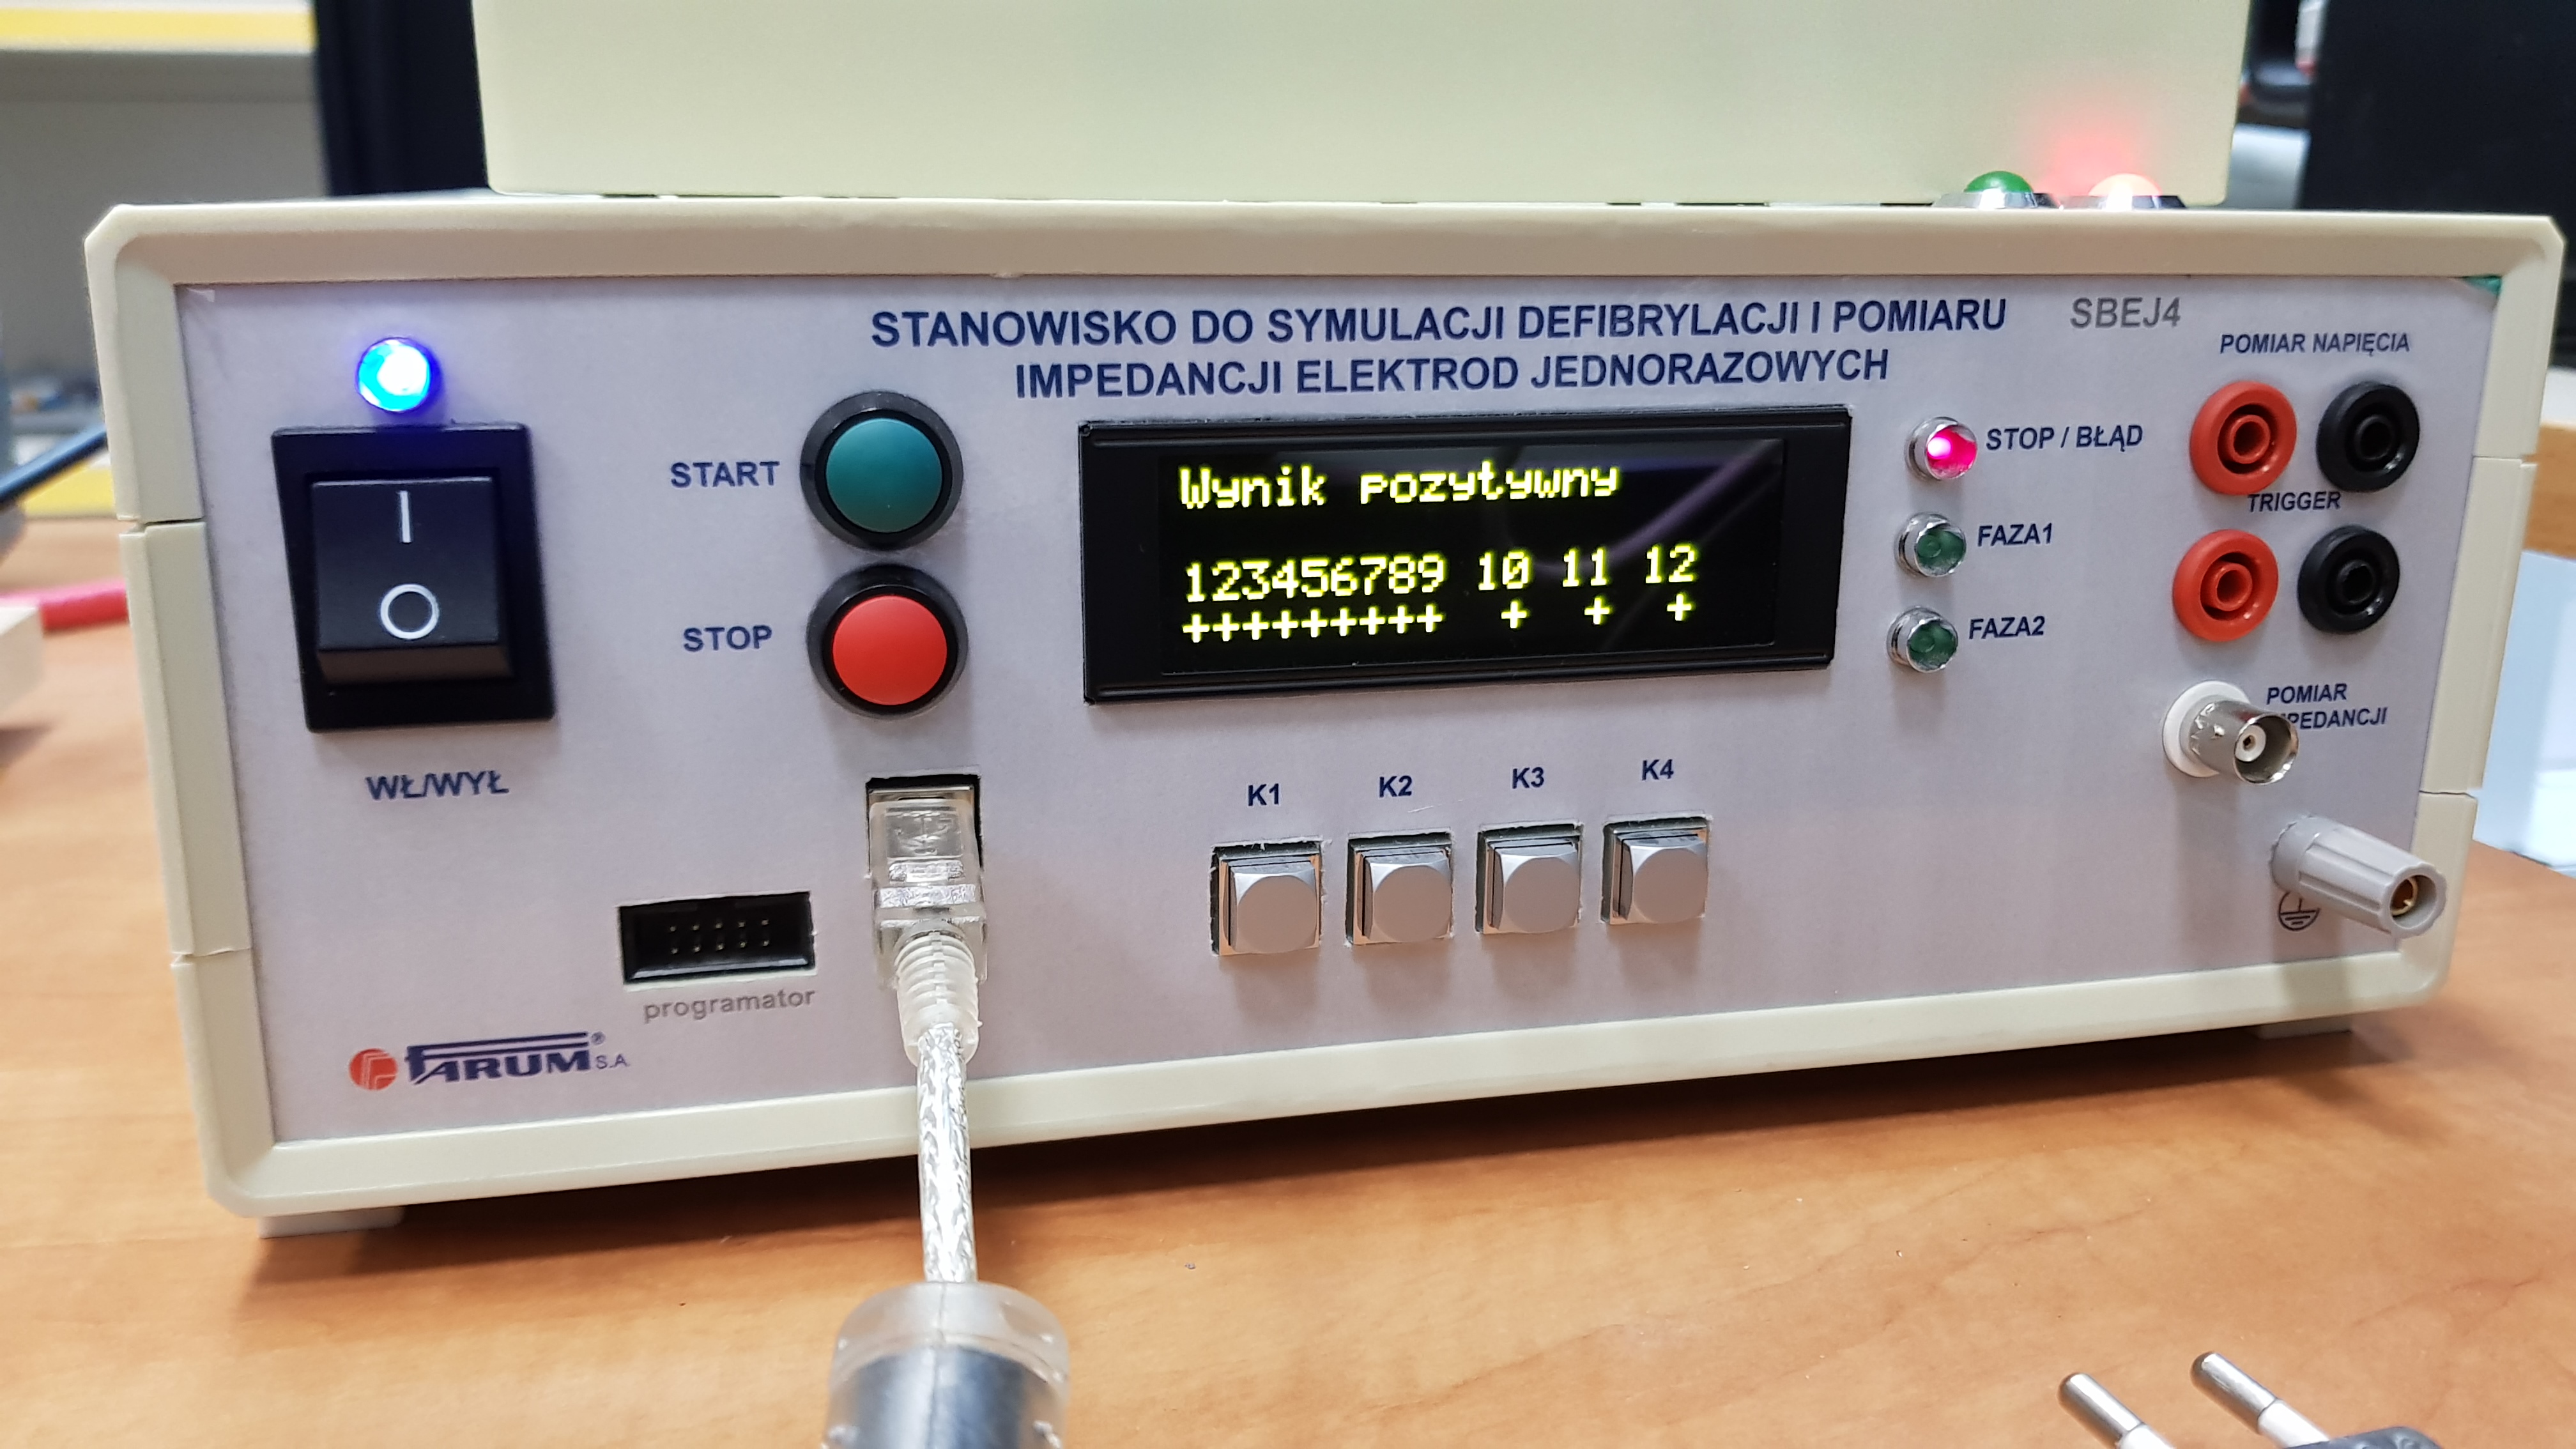 STANOWISKO DO SYMULACJI DEFIBRYLACJI I POMIARU
IMPEDANCJI ELEKTROD JEDNORAZOWYCH
SBEJ4
POMIAR NAPIĘCIA
TRIGGER
POMIAR
START
STOP
I
O
WŁ/WYŁ
Wynik pozytywny
123456789 10 11 12
+++++++++ + + +
STOP / BŁĄD
FAZA1
FAZA2
K1 K2 K3 K4
programator
FARUM® S.A.